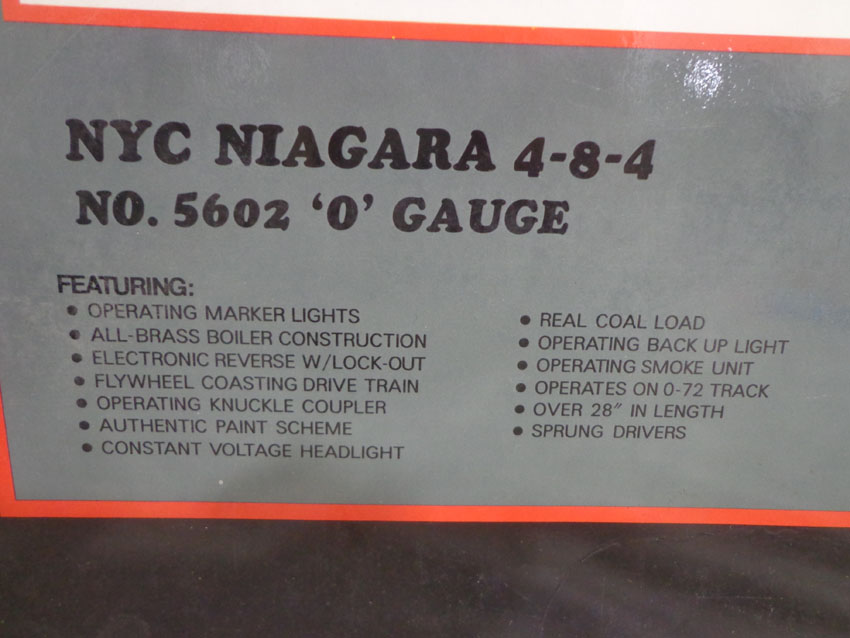 NYC NIAGARA 4-8-4
NO. 5602 'O' GAUGE
FEATURING:
• OPERATING MARKER LIGHTS
• ALL-BRASS BOILER CONSTRUCTION
• ELECTRONIC REVERSE W/LOCK-OUT
• FLYWHEEL COASTING DRIVE TRAIN
• OPERATING KNUCKLE COUPLER
• AUTHENTIC PAINT SCHEME
• CONSTANT VOLTAGE HEADLIGHT
• REAL COAL LOAD
• OPERATING BACK UP LIGHT
• OPERATING SMOKE UNIT
• OPERATES ON 0-72 TRACK
• OVER 28" IN LENGTH
• SPRUNG DRIVERS